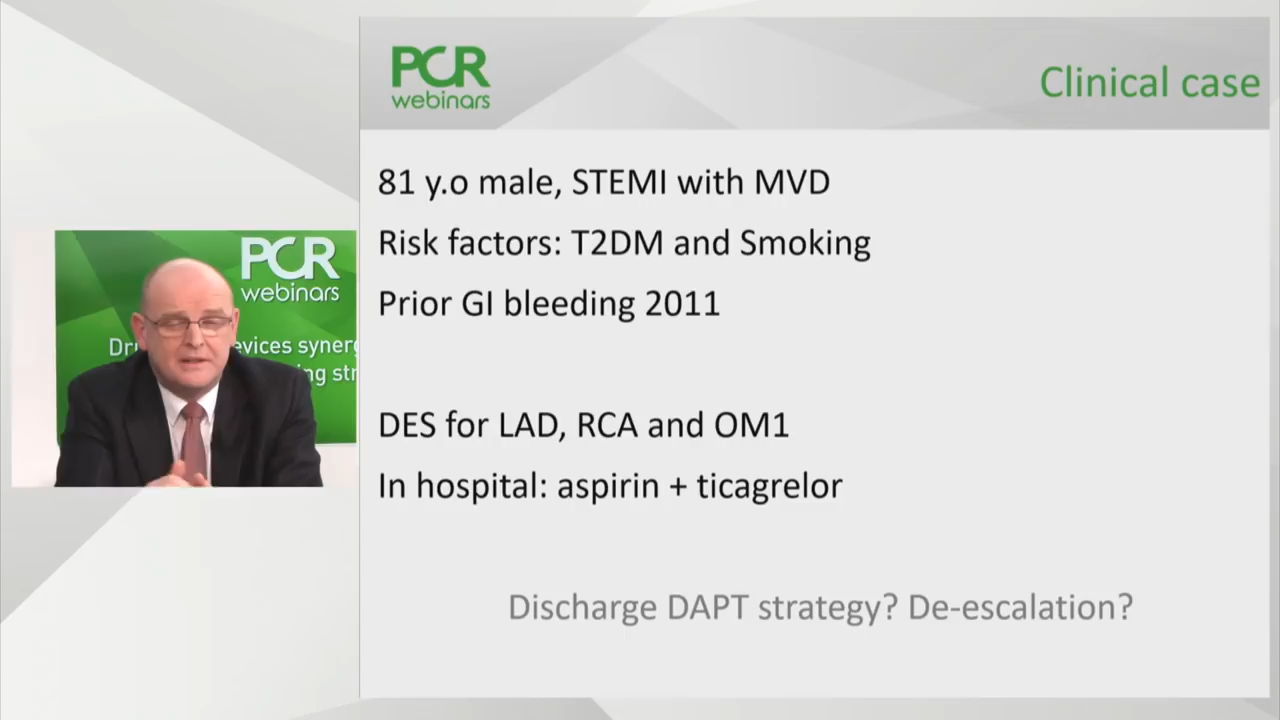 PCR
webinars
Clinical case
81 y.o male, STEMI with MVD
Risk factors: T2DM and Smoking
Prior GI bleeding 2011
DES for LAD, RCA and OM1
In hospital: aspirin + ticagrelor
Discharge DAPT strategy? De-escalation?
PCR
webinars